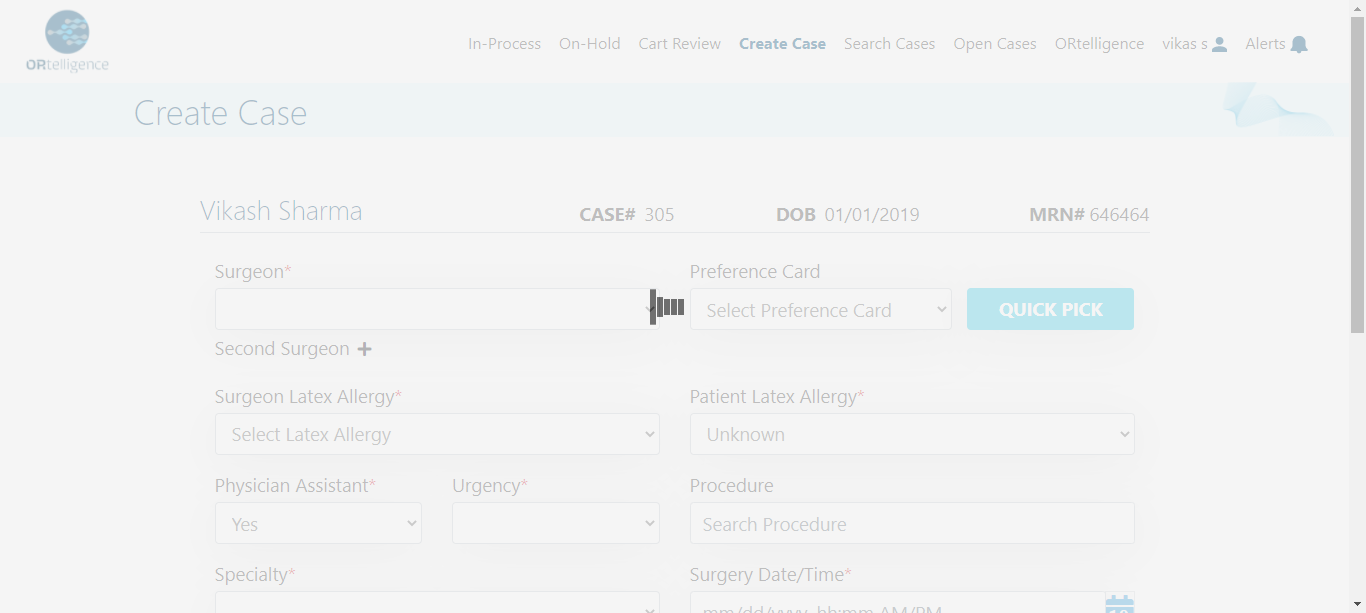 ORtelligence
In-Process On-Hold Cart Review Create Case Search Cases Open Cases ORtelligence vikas s Alerts
Create Case
Vikash Sharma CASE# 305 DOB 01/01/2019 MRN# 646464
Surgeon* Preference Card
Select Preference Card QUICK PICK
Second Surgeon +
Surgeon Latex Allergy* Patient Latex Allergy*
Select Latex Allergy Unknown
Physician Assistant* Urgency* Procedure
Yes Search Procedure
Specialty* Surgery Date/Time*
mm/dd/yyyy, hh:mm AM/PM